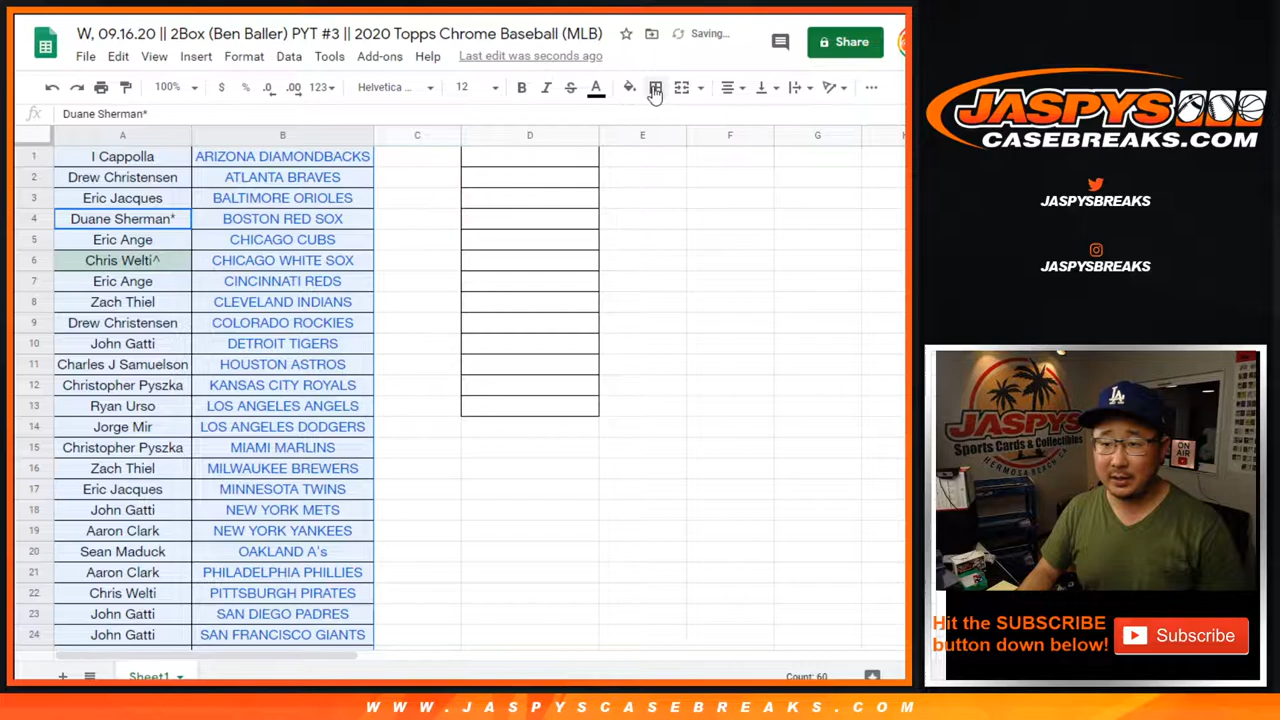 W, 09.16.20 || 2Box (Ben Baller) PYT #3 || 2020 Topps Chrome Baseball (MLB)
Saving...
Share
File Edit View Insert Format Data Tools Add-ons Help Last edit was seconds ago
100% $ % .0 .00 123 Helvetica ... 12 B I S A
fx Duane Sherman*
A B C D E F G
1 I Cappolla ARIZONA DIAMONDBACKS
2 Drew Christensen ATLANTA BRAVES
3 Eric Jacques BALTIMORE ORIOLES
4 Duane Sherman* BOSTON RED SOX
5 Eric Ange CHICAGO CUBS
6 Chris Welti^ CHICAGO WHITE SOX
7 Eric Ange CINCINNATI REDS
8 Zach Thiel CLEVELAND INDIANS
9 Drew Christensen COLORADO ROCKIES
10 John Gatti DETROIT TIGERS
11 Charles J Samuelson HOUSTON ASTROS
12 Christopher Pyszka KANSAS CITY ROYALS
13 Ryan Urso LOS ANGELES ANGELS
14 Jorge Mir LOS ANGELES DODGERS
15 Christopher Pyszka MIAMI MARLINS
16 Zach Thiel MILWAUKEE BREWERS
17 Eric Jacques MINNESOTA TWINS
18 John Gatti NEW YORK METS
19 Aaron Clark NEW YORK YANKEES
20 Sean Maduck OAKLAND A's
21 Aaron Clark PHILADELPHIA PHILLIES
22 Chris Welti PITTSBURGH PIRATES
23 John Gatti SAN DIEGO PADRES
24 John Gatti SAN FRANCISCO GIANTS
Sheet1
Count: 60
JASPYS
CASEBREAKS.COM
JASPYSBREAKS
JASPYSBREAKS
JASPYS
Sports Cards & Collectibles
HERMOSA BEACH, CA
LA
ON
AIR
Hit the SUBSCRIBE
button down below!
Subscribe
WWW.JASPYSCASEBREAKS.COM